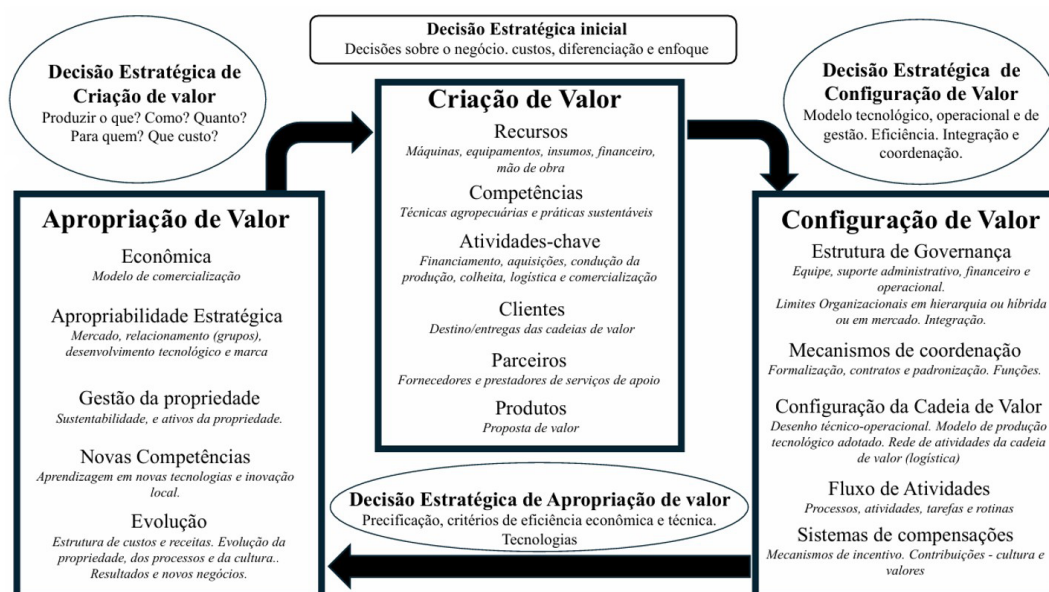 Decisão Estratégica inicial
Decisões sobre o negócio. custos, diferenciação e enfoque
Decisão Estratégica de
Criação de valor
Produzir o que? Como? Quanto?
Para quem? Que custo?
Criação de Valor
Recursos
Máquinas, equipamentos, insumos, financeiro,
mão de obra
Competências
Técnicas agropecuárias e práticas sustentáveis
Atividades-chave
Financiamento, aquisições, condução da
produção, colheita, logística e comercialização
Clientes
Destino/entregas das cadeias de valor
Parceiros
Fornecedores e prestadores de serviços de apoio
Produtos
Proposta de valor
Decisão Estratégica de
Configuração de Valor
Modelo tecnológico, operacional e de
gestão. Eficiência. Integração e
coordenação.
Configuração de Valor
Estrutura de Governança
Equipe, suporte administrativo, financeiro e
operacional.
Limites Organizacionais em hierarquia ou híbrida
ou em mercado. Integração.
Mecanismos de coordenação
Formalização, contratos e padronização. Funções.
Configuração da Cadeia de Valor
Desenho técnico-operacional. Modelo de produção
tecnológico adotado. Rede de atividades da cadeia
de valor (logística)
Fluxo de Atividades
Processos, atividades, tarefas e rotinas
Sistemas de compensações
Mecanismos de incentivo. Contribuições - cultura e
valores
Decisão Estratégica de Apropriação de valor
Precificação, critérios de eficiência econômica e técnica.
Tecnologias
Apropriação de Valor
Econômica
Modelo de comercialização
Apropriabilidade Estratégica
Mercado, relacionamento (grupos),
desenvolvimento tecnológico e marca
Gestão da propriedade
Sustentabilidade, e ativos da propriedade.
Novas Competências
Aprendizagem em novas tecnologias e inovação
local.
Evolução
Estrutura de custos e receitas. Evolução da
propriedade, dos processos e da cultura..
Resultados e novos negócios.